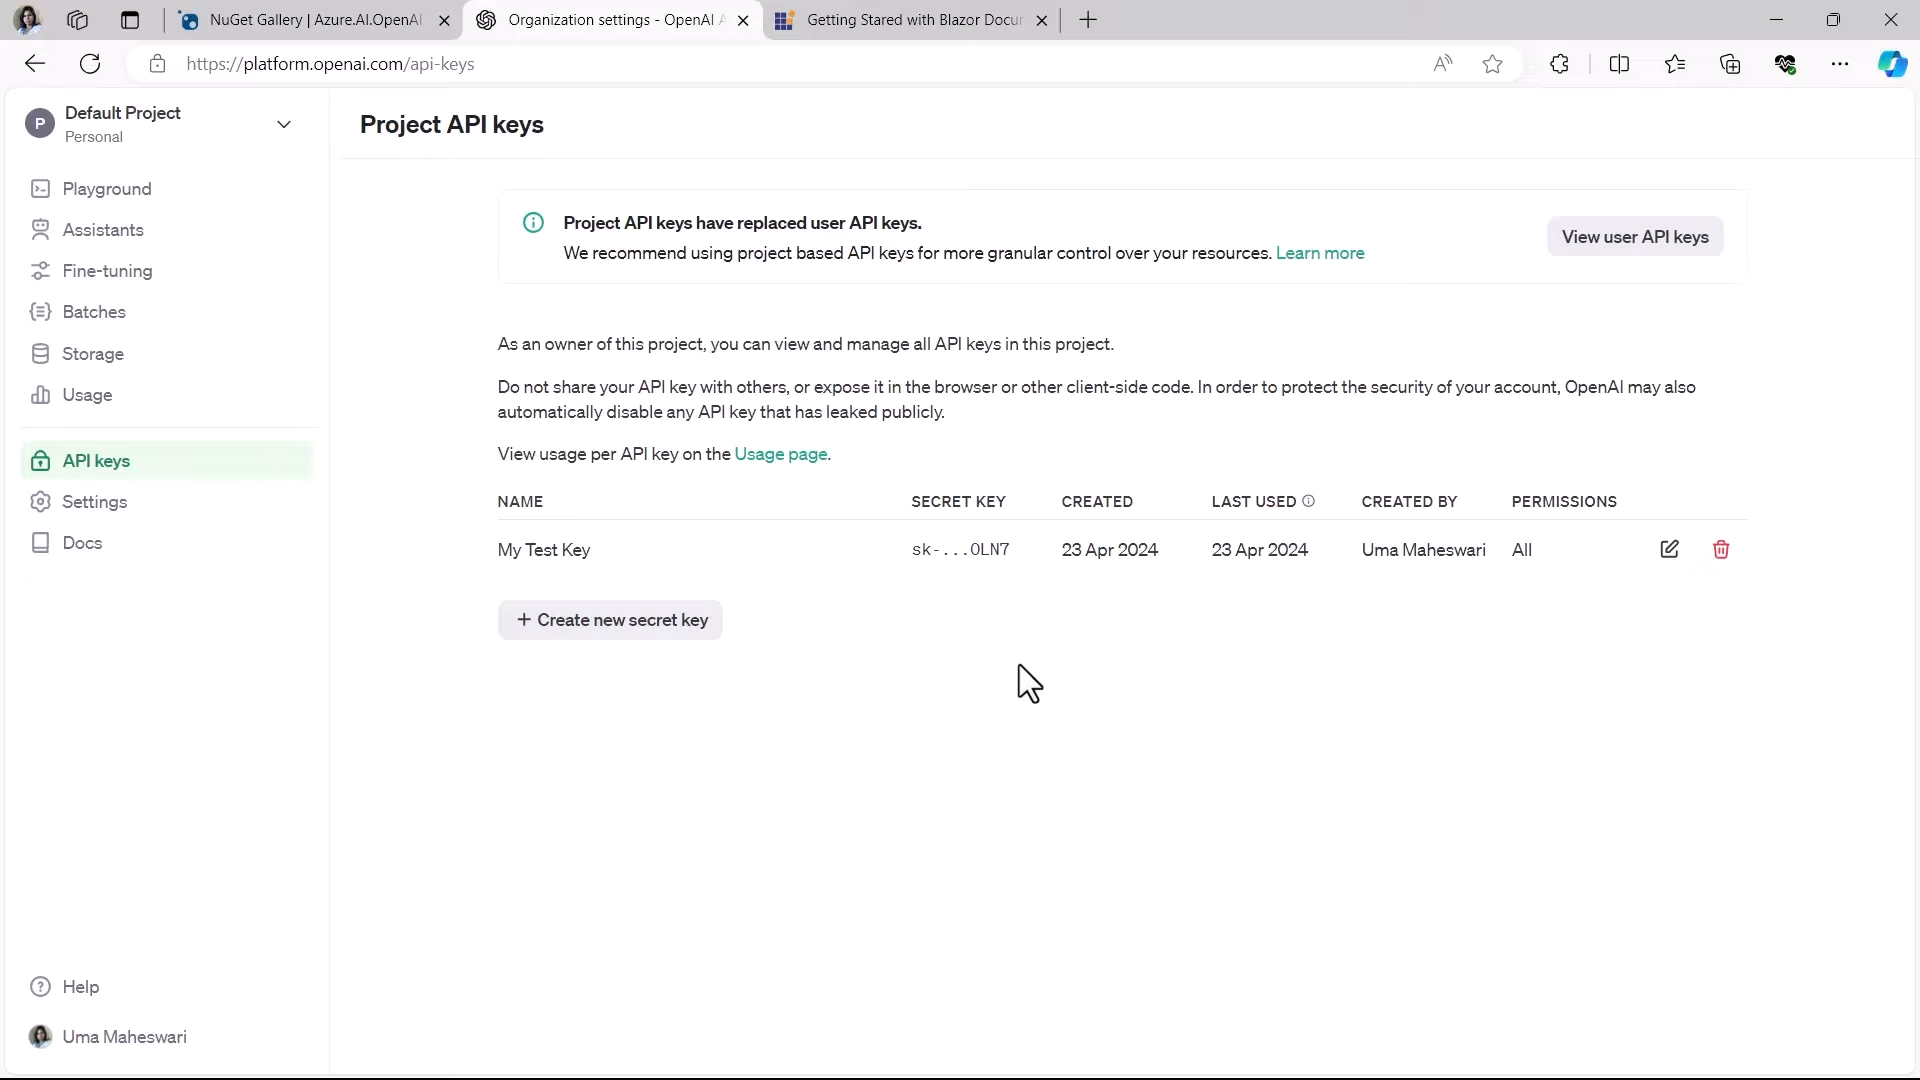 NuGet Gallery | Azure.AI.OpenAI
Organization settings - OpenAI A
Getting Stared with Blazor Docur
https://platform.openai.com/api-keys
P
Default Project
Personal
Playground
Assistants
Fine-tuning
Batches
Storage
Usage
API keys
Settings
Docs
Help
Uma Maheswari
Project API keys
Project API keys have replaced user API keys.
We recommend using project based API keys for more granular control over your resources. Learn more
View user API keys
As an owner of this project, you can view and manage all API keys in this project.
Do not share your API key with others, or expose it in the browser or other client-side code. In order to protect the security of your account, OpenAI may also
automatically disable any API key that has leaked publicly.
View usage per API key on the Usage page.
NAME SECRET KEY CREATED LAST USED CREATED BY PERMISSIONS
My Test Key sk-...OLN7 23 Apr 2024 23 Apr 2024 Uma Maheswari All
+ Create new secret key